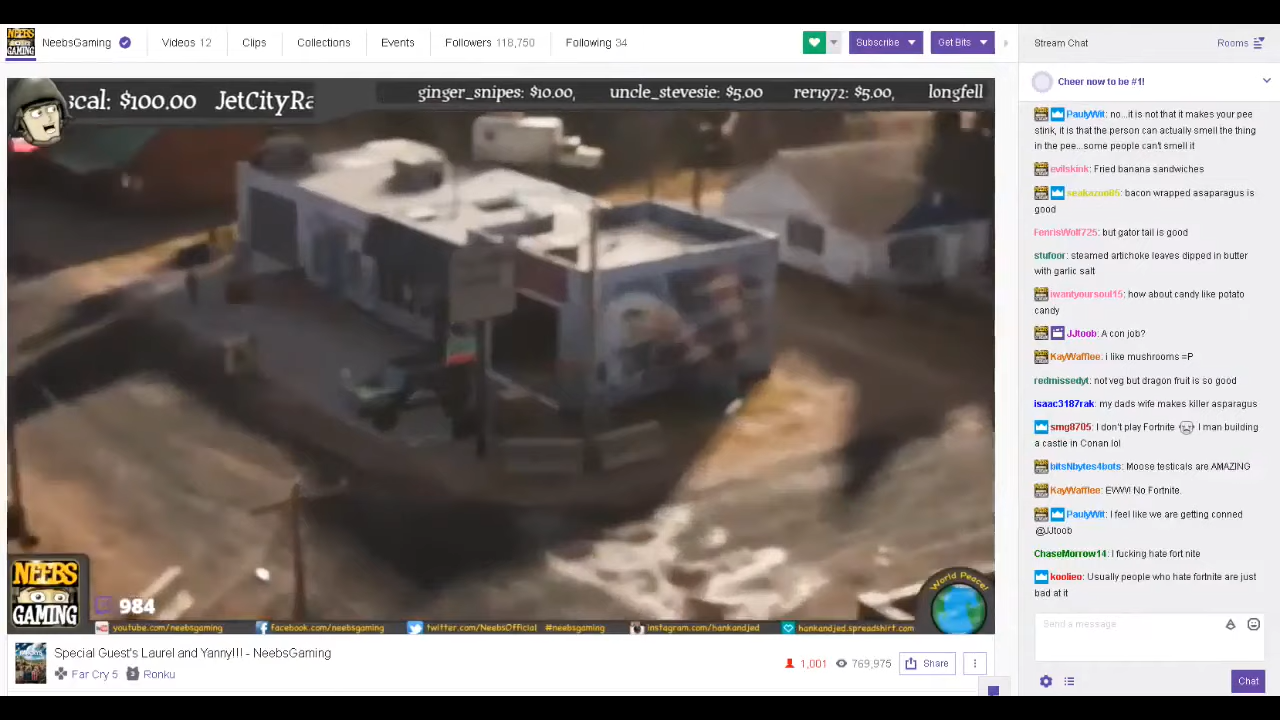 NEEBS
GAMING
NeebsGaming
Videos 12
Clips
Collections
Events
Followers 118,750
Following 34
Subscribe
Get Bits
Stream Chat
Rooms
scal: $100.00 JetCityRa
ginger_snipes: $10.00, uncle_stevesie: $5.00 rer1972: $5.00, longfell
Cheer now to be #1!
PaulyWit: no...it is not that it makes your pee
stink, it is that the person can actually smell the thing
in the pee...some people can't smell it
evilskink: Fried banana sandwiches
seakazoo85: bacon wrapped asaparagus is
good
FenrisWolf725: but gator tail is good
stufoor: steamed artichoke leaves dipped in butter
with garlic salt
iwantyoursoul15: how about candy like potato
candy
JJtoob: A con job?
KayWafflee: i like mushrooms =P
redmissedyt: not veg but dragon fruit is so good
isaac3187rak: my dads wife makes killer asparagus
smg8705: I don't play Fortnite I man building
a castle in Conan lol
bitsNbytes4bots: Moose testicals are AMAZING
KayWafflee: EWW! No Fortnite.
PaulyWit: I feel like we are getting conned
@JJtoob
ChaseMorrow14: I fucking hate fort nite
koolieo: Usually people who hate fortnite are just
bad at it
Send a message
Chat
NEEBS
GAMING
984
World Peace!
youtube.com/neebsgaming
facebook.com/neebsgaming
twitter.com/NeebsOfficial #neebsgaming
instagram.com/hankandjed
hankandjed.spreadshirt.com
Special Guest's Laurel and Yanny!!! - NeebsGaming
Far Cry 5
Ronku
1,001
769,975
Share